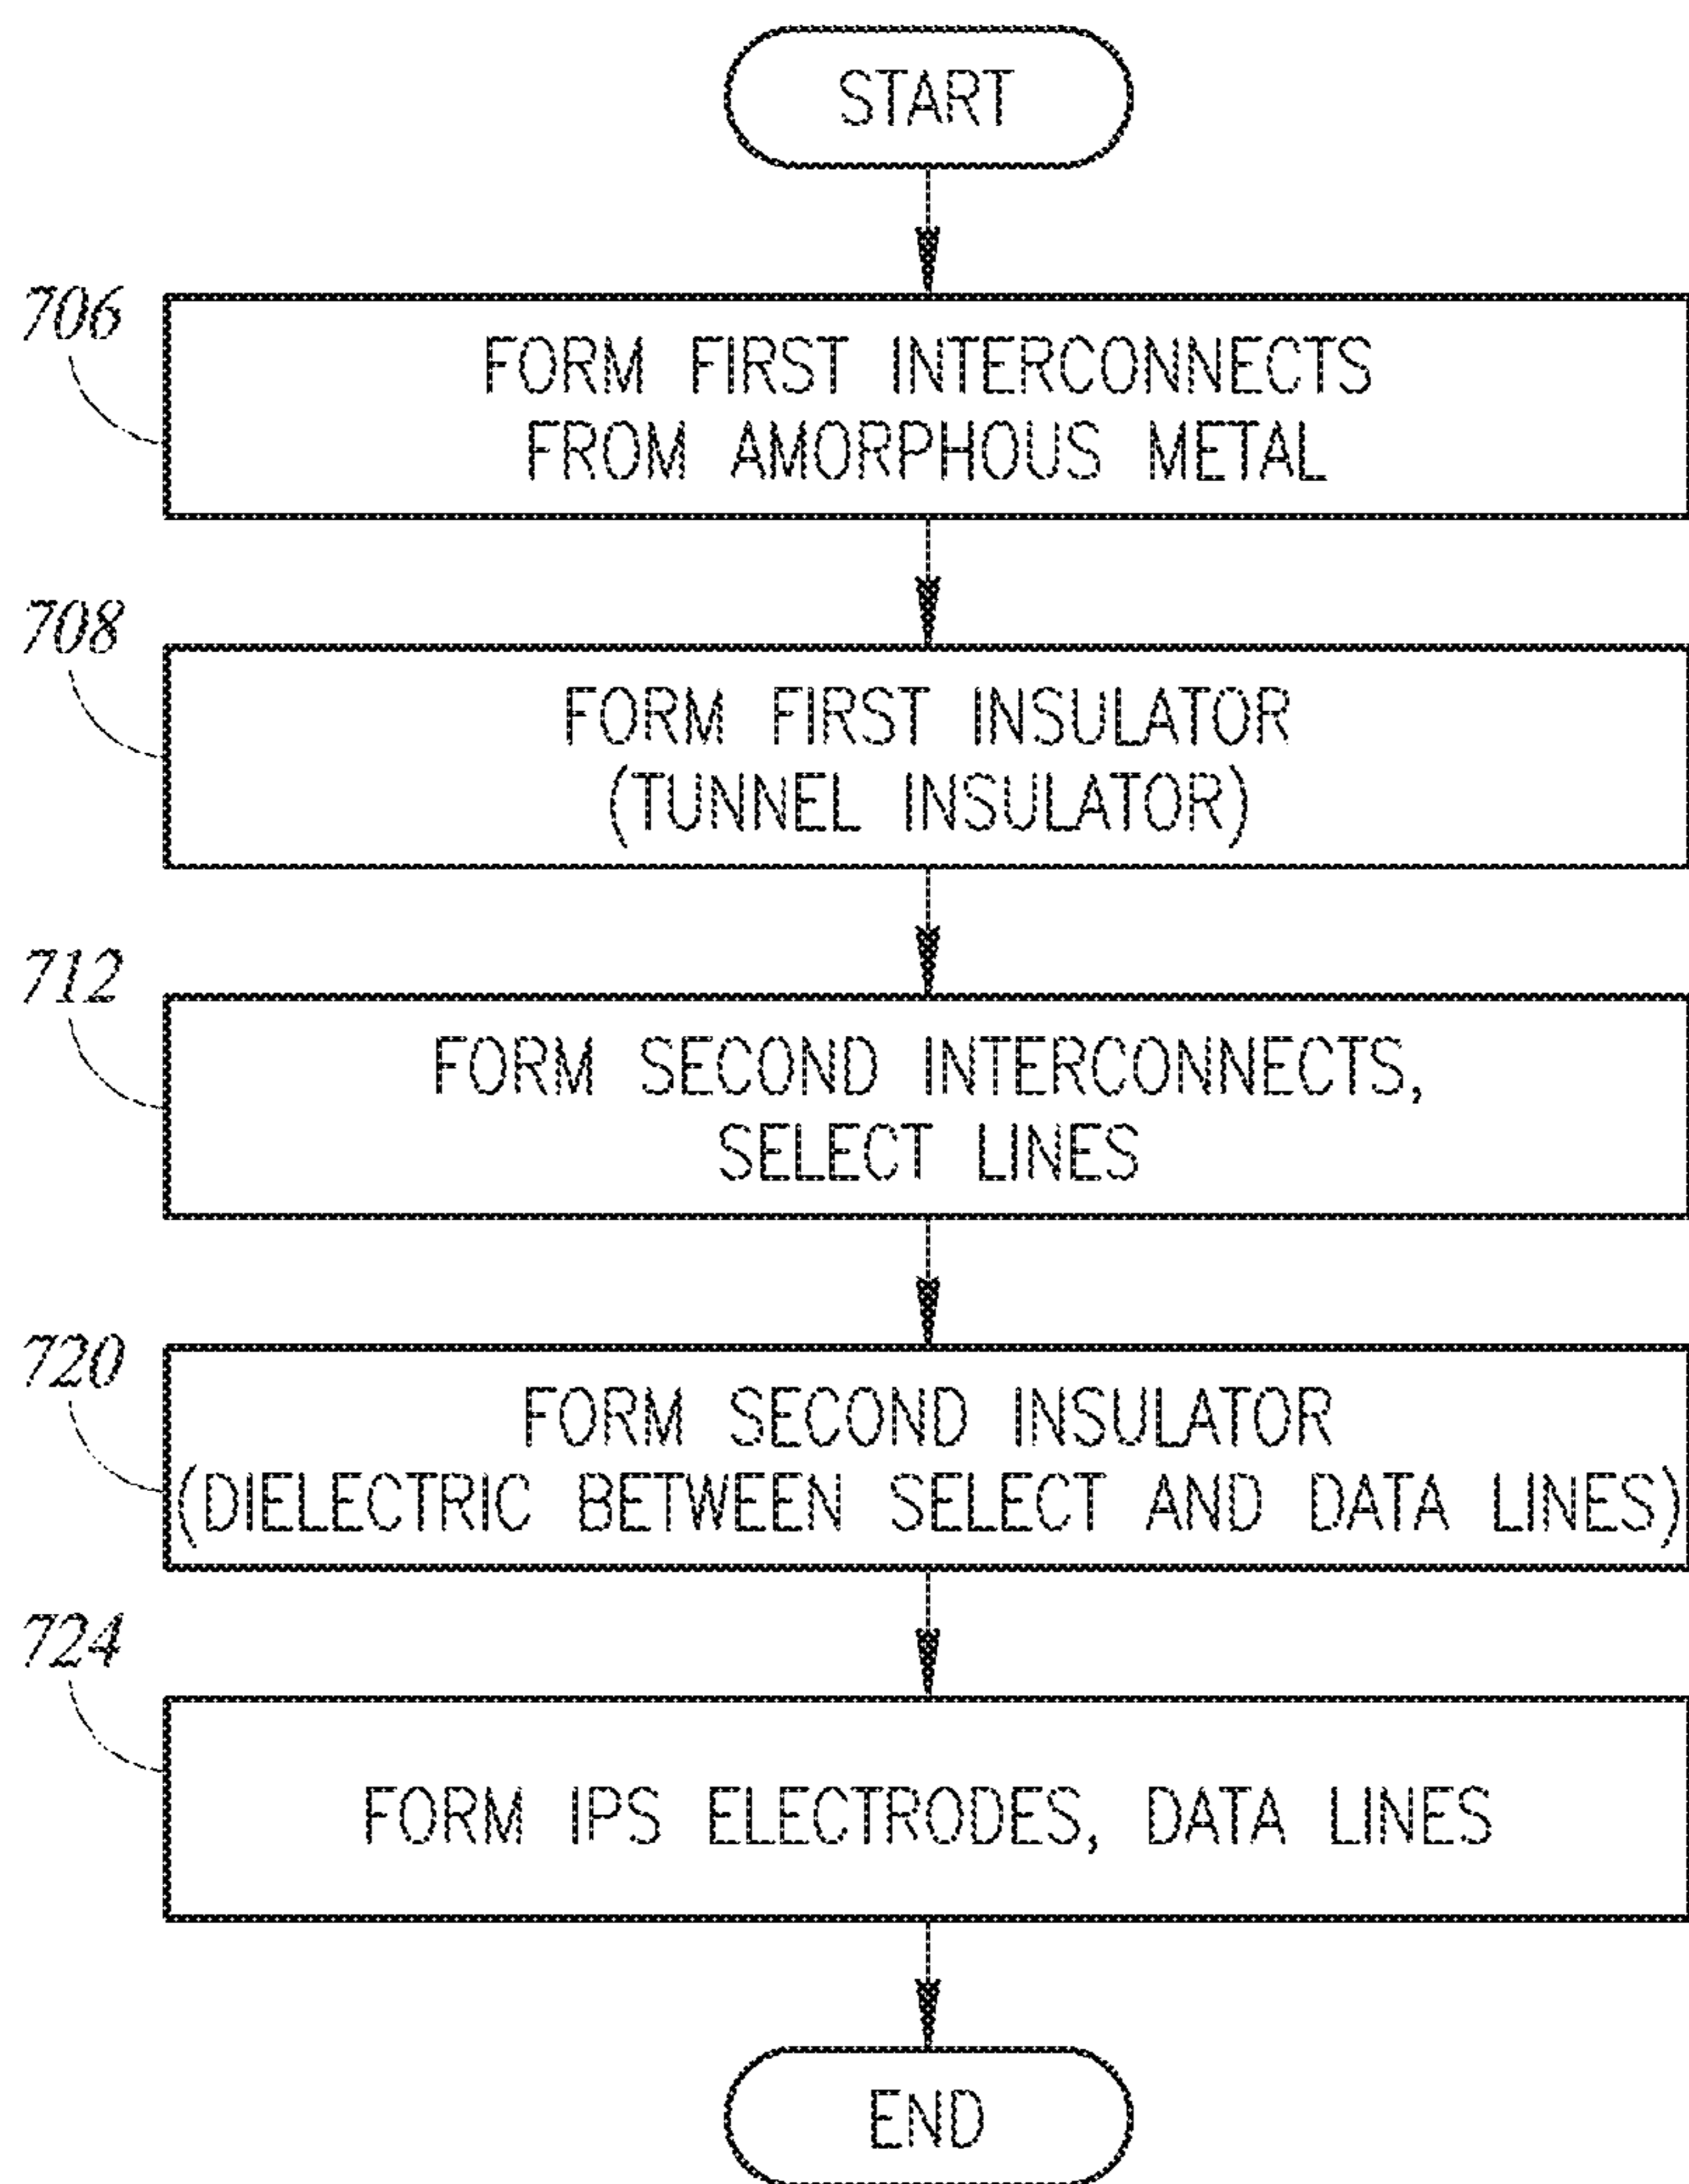 START
706
FORM FIRST INTERCONNECTS
FROM AMORPHOUS METAL
708
FORM FIRST INSULATOR
(TUNNEL INSULATOR)
712
FORM SECOND INTERCONNECTS,
SELECT LINES
720
FORM SECOND INSULATOR
(DIELECTRIC BETWEEN SELECT AND DATA LINES)
724
FORM IPS ELECTRODES, DATA LINES
END